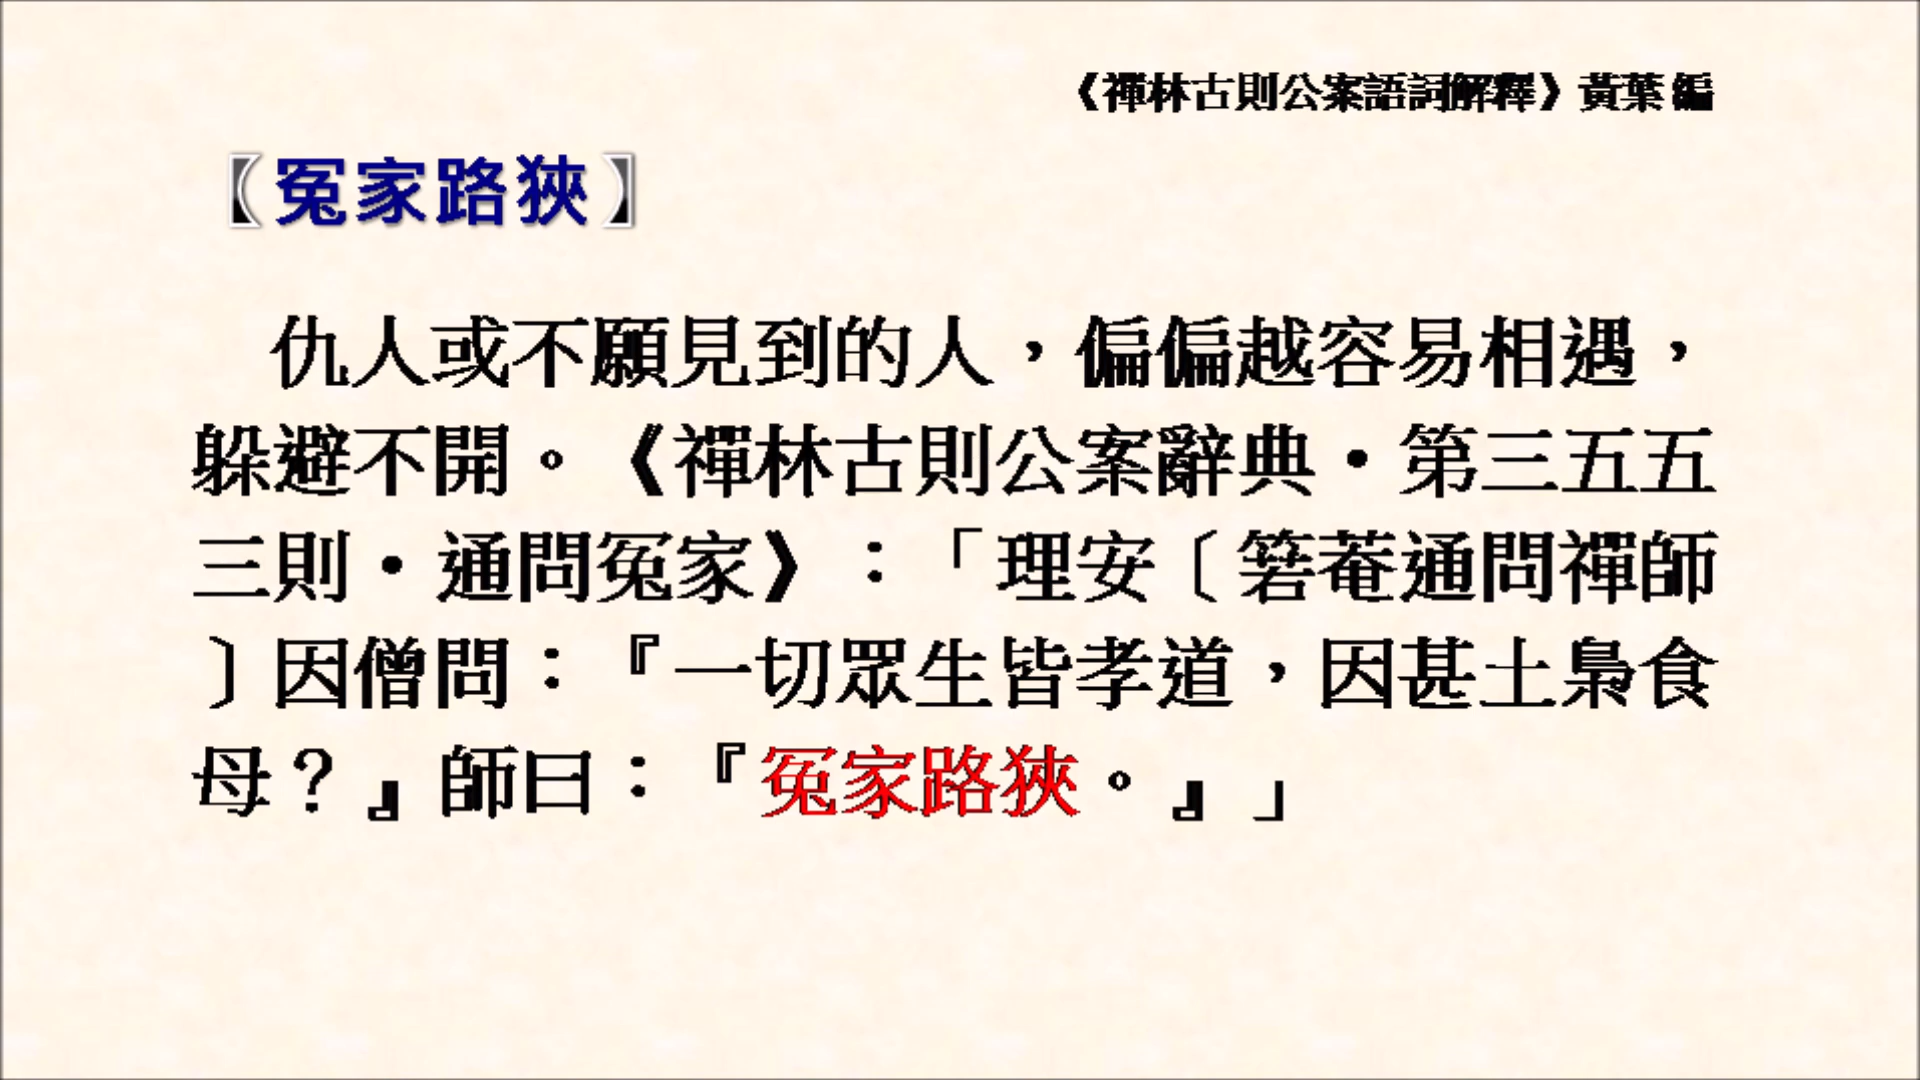 《禪林古則公案語詞解釋》黃葉 編
【冤家路狹】
仇人或不願見到的人，偏偏越容易相遇，
躲避不開。《禪林古則公案辭典・第三五五
三則・通問冤家》：「理安〔箬菴通問禪師
〕因僧問：『一切眾生皆孝道，因甚土梟食
母？』師曰：『冤家路狹。』」